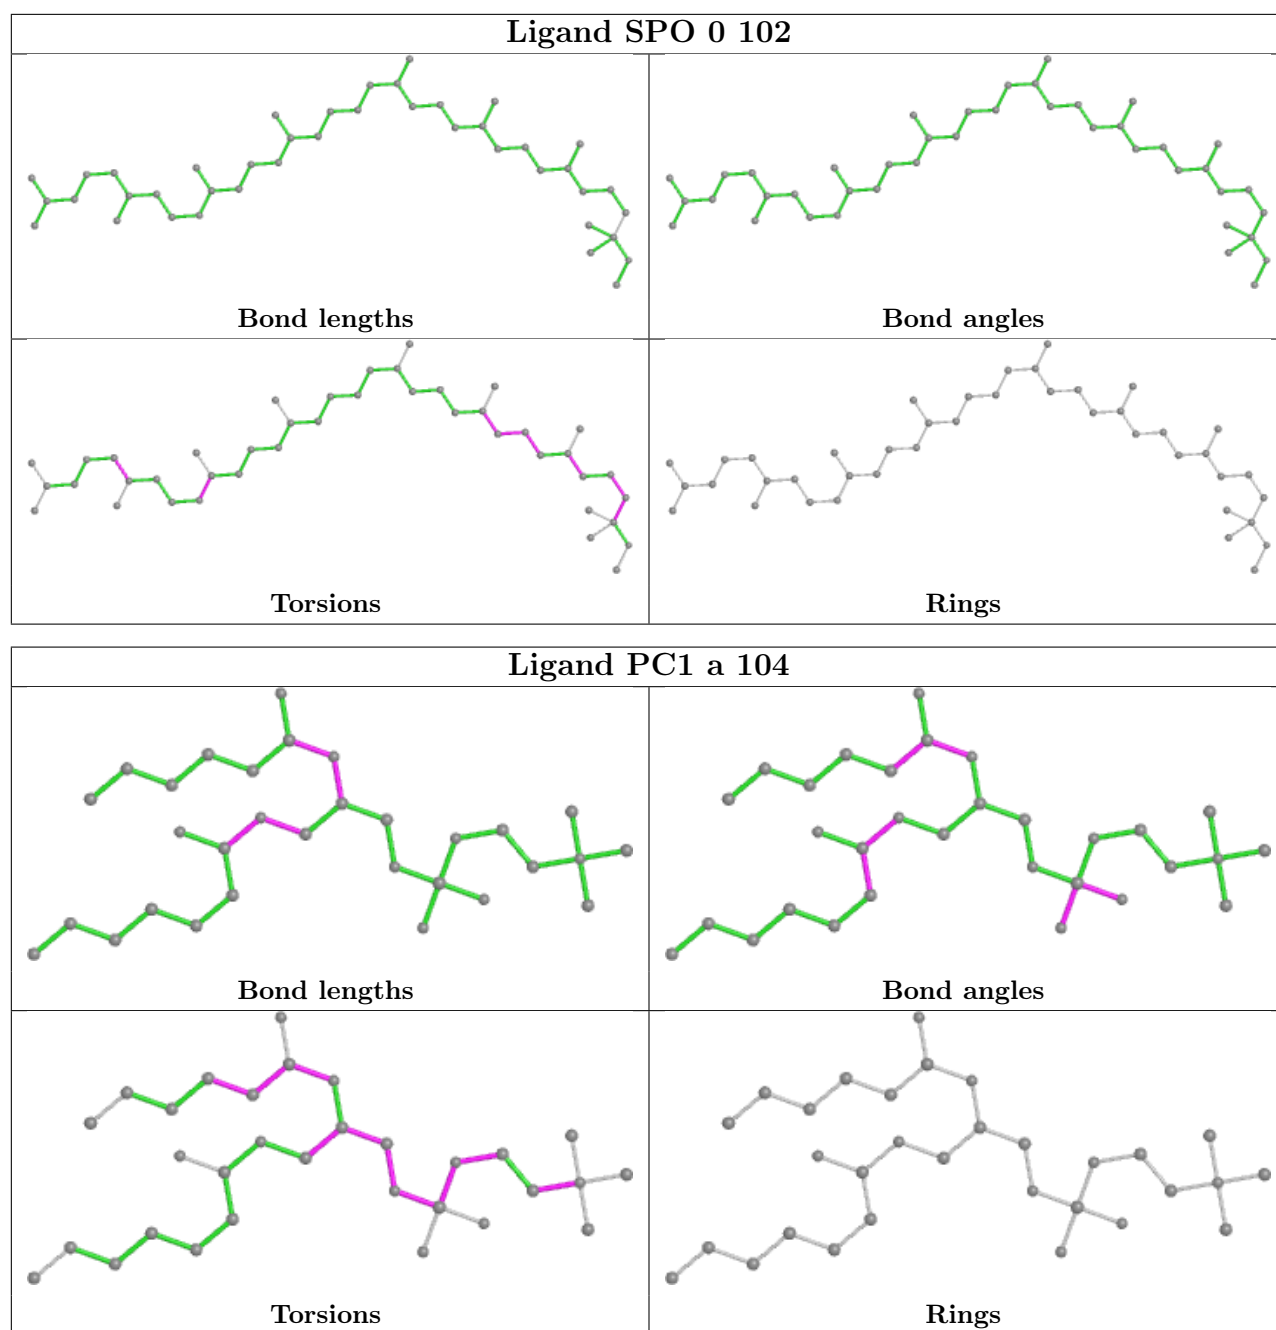 Ligand SPO 0 102
Bond lengths
Bond angles
Torsions
Rings
Ligand PC1 a 104
Bond lengths
Bond angles
Torsions
Rings